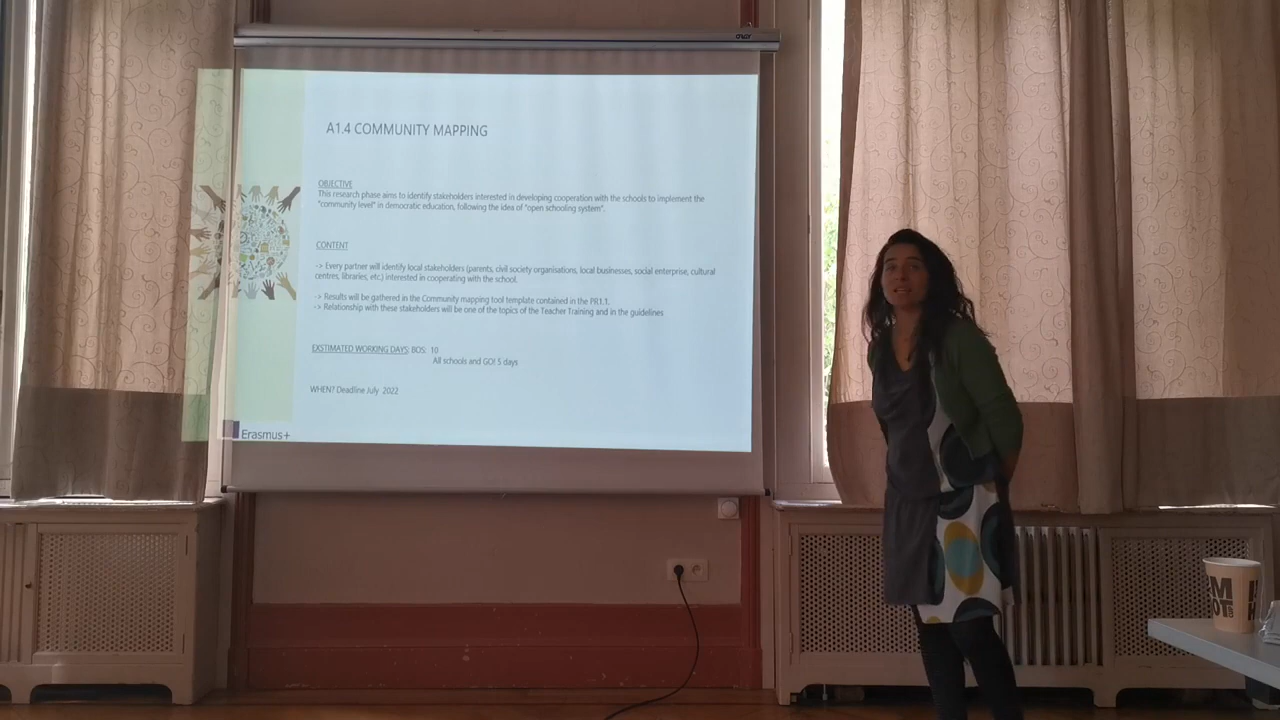 ORAY
A1.4 COMMUNITY MAPPING
OBJECTIVE
This research phase aims to identify stakeholders interested in developing cooperation with the schools to implement the
"community level" in democratic education, following the idea of "open schooling system".
CONTENT
-> Every partner will identify local stakeholders (parents, civil society organisations, local businesses, social enterprise, cultural
centres, libraries, etc.) interested in cooperating with the school.
-> Results will be gathered in the Community mapping tool template contained in the PR1.1.
-> Relationship with these stakeholders will be one of the topics of the Teacher Training and in the guidelines
EXSTIMATED WORKING DAYS: BOS: 10
All schools and GO! 5 days
WHEN? Deadline July 2022
Erasmus+